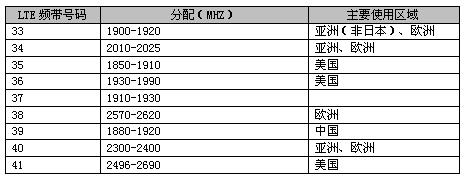 LTE频带号码 分配（MHZ） 主要使用区域
33 1900-1920 亚洲（非日本）、欧洲
34 2010-2025 亚洲、欧洲
35 1850-1910 美国
36 1930-1990 美国
37 1910-1930
38 2570-2620 欧洲
39 1880-1920 中国
40 2300-2400 亚洲、欧洲
41 2496-2690 美国